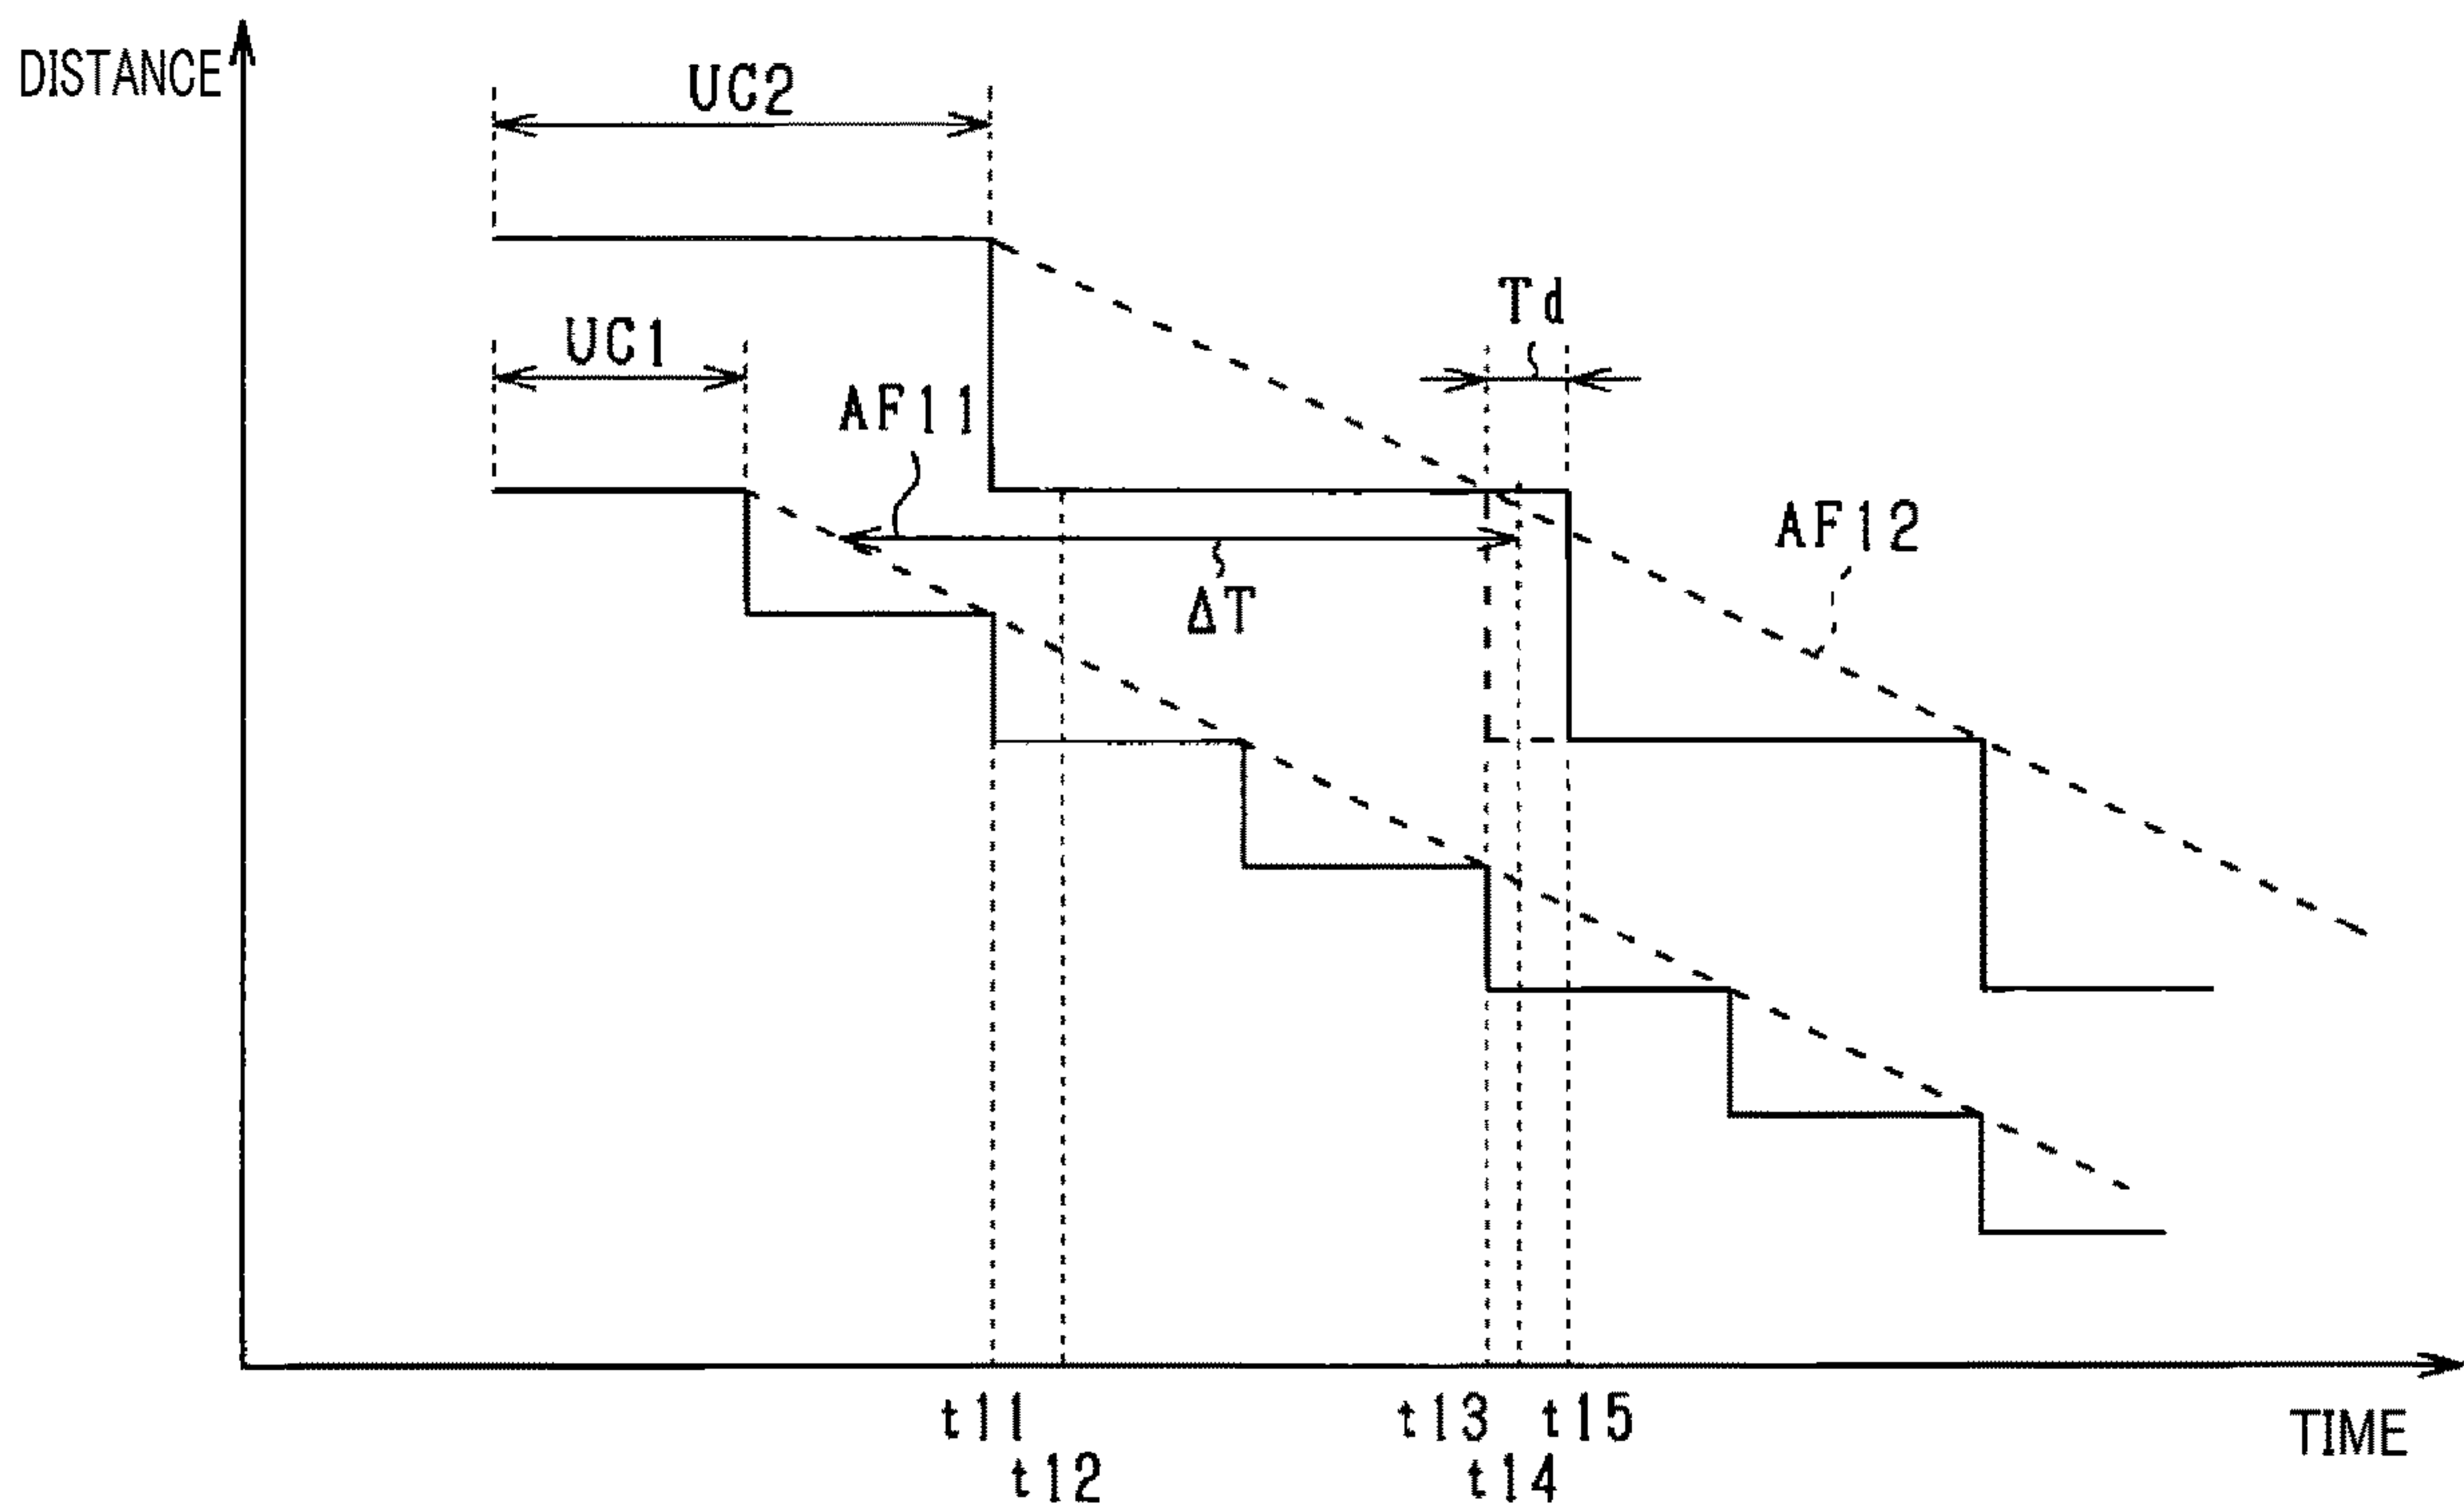 DISTANCE
UC2
UC1
Td
AF11
AF12
ΔT
t11
t13
t15
t12
t14
TIME